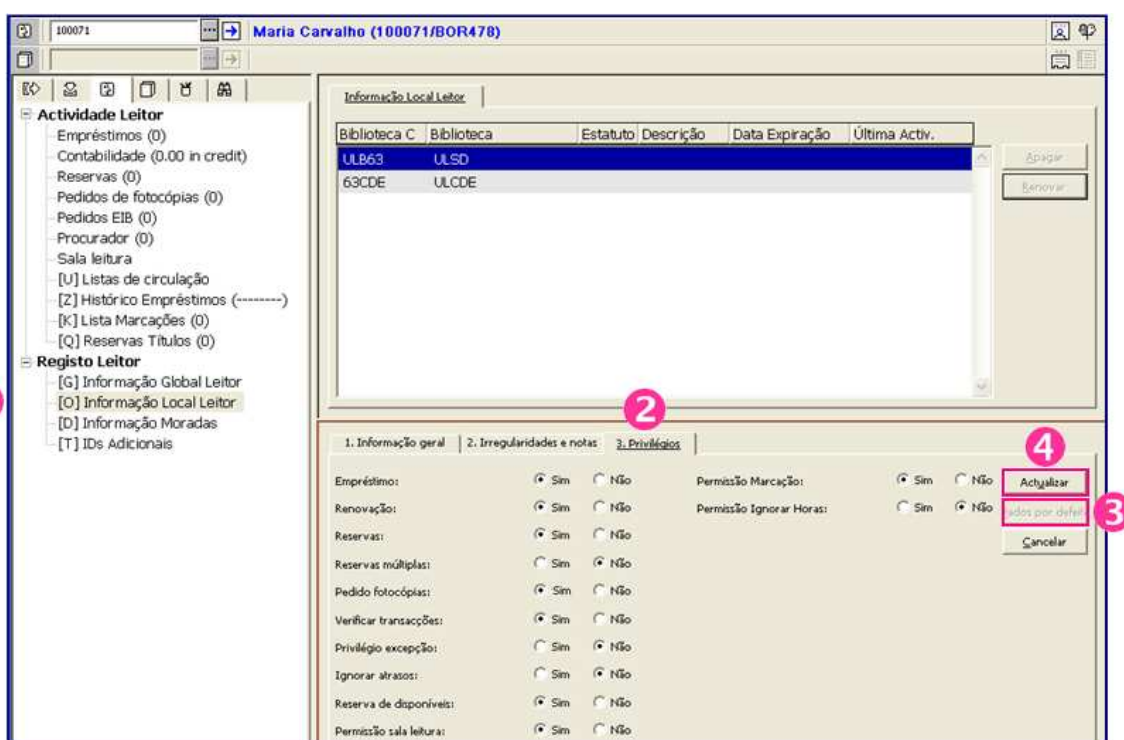 100071 ... Maria Carvalho (100071/BOR478)
...
Informação Local Leitor
Actividade Leitor
Empréstimos (0)
Contabilidade (0.00 in credit)
Reservas (0)
Pedidos de fotocópias (0)
Pedidos EIB (0)
Procurador (0)
Sala leitura
[U] Listas de circulação
[Z] Histórico Empréstimos (--------)
[K] Lista Marcações (0)
[Q] Reservas Títulos (0)
Registo Leitor
[G] Informação Global Leitor
[O] Informação Local Leitor
[D] Informação Moradas
[T] IDs Adicionais
Biblioteca C Biblioteca Estatuto Descrição Data Expiração Última Activ.
ULB63 ULSD
63CDE ULCDE
Apagar
Renovar
2
1. Informação geral 2. Irregularidades e notas 3. Privilégios
4
Empréstimo: Sim Não Permissão Marcação: Sim Não Actualizar
Renovação: Sim Não Permissão Ignorar Horas: Sim Não ados por defeit
3
Reservas: Sim Não Cancelar
Reservas múltiplas: Sim Não
Pedido fotocópias: Sim Não
Verificar transacções: Sim Não
Privilégio excepção: Sim Não
Ignorar atrasos: Sim Não
Reserva de disponíveis: Sim Não
Permissão sala leitura: Sim Não